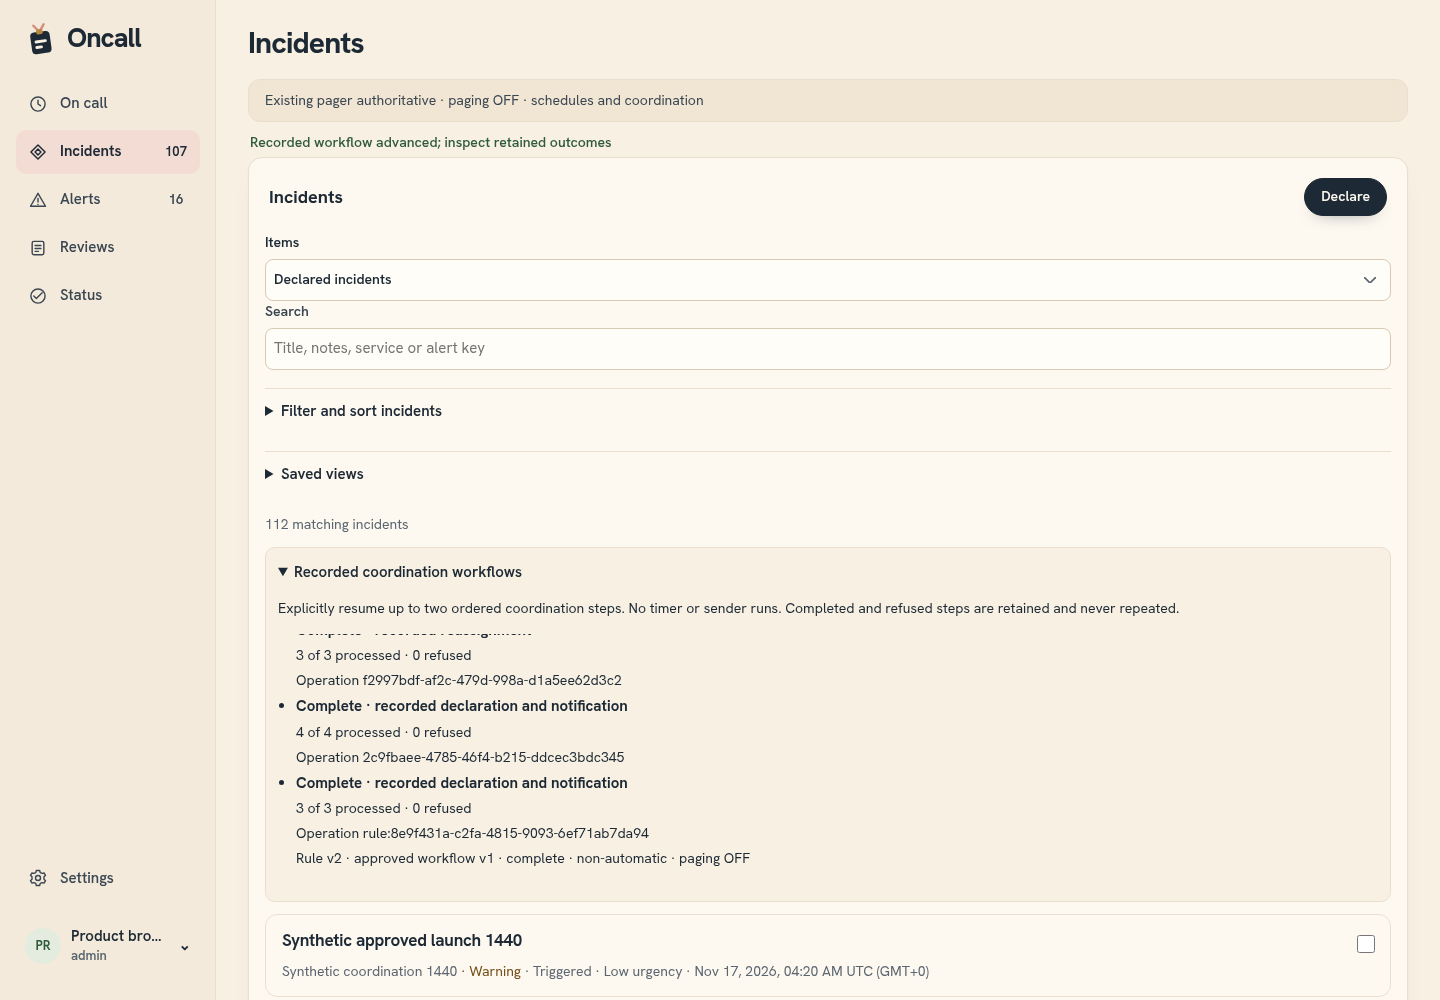 Oncall
On call
Incidents 107
Alerts 16
Reviews
Status
Settings
PR
Product bro...
admin
Incidents
Existing pager authoritative · paging OFF · schedules and coordination
Recorded workflow advanced; inspect retained outcomes
Incidents
Declare
Items
Declared incidents
Search
Title, notes, service or alert key
Filter and sort incidents
Saved views
112 matching incidents
Recorded coordination workflows
Explicitly resume up to two ordered coordination steps. No timer or sender runs. Completed and refused steps are retained and never repeated.
Complete · recorded reassignment
3 of 3 processed · 0 refused
Operation f2997bdf-af2c-479d-998a-d1a5ee62d3c2
Complete · recorded declaration and notification
4 of 4 processed · 0 refused
Operation 2c9fbaee-4785-46f4-b215-ddcec3bdc345
Complete · recorded declaration and notification
3 of 3 processed · 0 refused
Operation rule:8e9f431a-c2fa-4815-9093-6ef71ab7da94
Rule v2 · approved workflow v1 · complete · non-automatic · paging OFF
Synthetic approved launch 1440
Synthetic coordination 1440 · Warning · Triggered · Low urgency · Nov 17, 2026, 04:20 AM UTC (GMT+0)